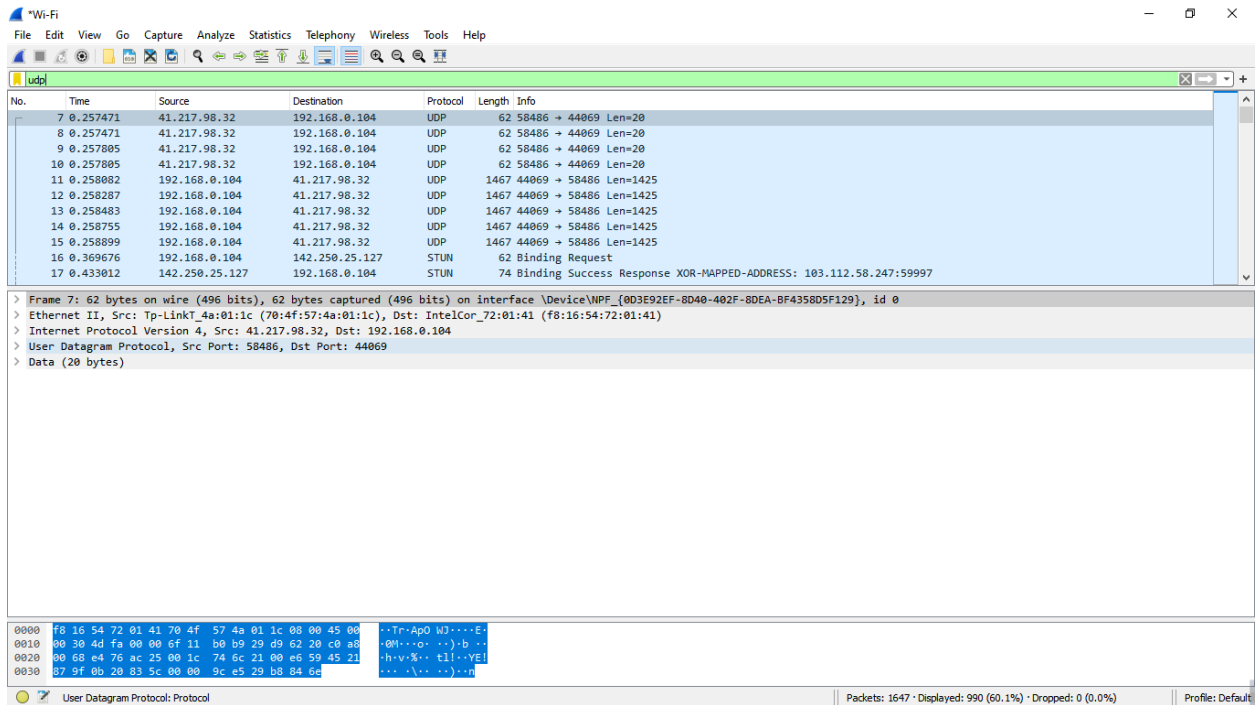 *Wi-Fi
File Edit View Go Capture Analyze Statistics Telephony Wireless Tools Help
udp
No. Time Source Destination Protocol Length Info
7 0.257471 41.217.98.32 192.168.0.104 UDP 62 58486 → 44069 Len=20
8 0.257471 41.217.98.32 192.168.0.104 UDP 62 58486 → 44069 Len=20
9 0.257805 41.217.98.32 192.168.0.104 UDP 62 58486 → 44069 Len=20
10 0.257805 41.217.98.32 192.168.0.104 UDP 62 58486 → 44069 Len=20
11 0.258082 192.168.0.104 41.217.98.32 UDP 1467 44069 → 58486 Len=1425
12 0.258287 192.168.0.104 41.217.98.32 UDP 1467 44069 → 58486 Len=1425
13 0.258483 192.168.0.104 41.217.98.32 UDP 1467 44069 → 58486 Len=1425
14 0.258755 192.168.0.104 41.217.98.32 UDP 1467 44069 → 58486 Len=1425
15 0.258899 192.168.0.104 41.217.98.32 UDP 1467 44069 → 58486 Len=1425
16 0.369676 192.168.0.104 142.250.25.127 STUN 62 Binding Request
17 0.433012 142.250.25.127 192.168.0.104 STUN 74 Binding Success Response XOR-MAPPED-ADDRESS: 103.112.58.247:59997
> Frame 7: 62 bytes on wire (496 bits), 62 bytes captured (496 bits) on interface \Device\NPF_{0D3E92EF-8D40-402F-8DEA-BF4358D5F129}, id 0
> Ethernet II, Src: Tp-LinkT_4a:01:1c (70:4f:57:4a:01:1c), Dst: IntelCor_72:01:41 (f8:16:54:72:01:41)
> Internet Protocol Version 4, Src: 41.217.98.32, Dst: 192.168.0.104
> User Datagram Protocol, Src Port: 58486, Dst Port: 44069
> Data (20 bytes)
0000 f8 16 54 72 01 41 70 4f 57 4a 01 1c 08 00 45 00 ··Tr·ApO WJ····E·
0010 00 30 4d fa 00 00 6f 11 b0 b9 29 d9 62 20 c0 a8 ·0M···o· ··)·b ··
0020 00 68 e4 76 ac 25 00 1c 74 6c 21 00 e6 59 45 21 ·h·v·%·· tl!··YE!
0030 87 9f 0b 20 83 5c 00 00 9c e5 29 b8 84 6e ··· ·\·· ··)··n
User Datagram Protocol: Protocol Packets: 1647 · Displayed: 990 (60.1%) · Dropped: 0 (0.0%) Profile: Default